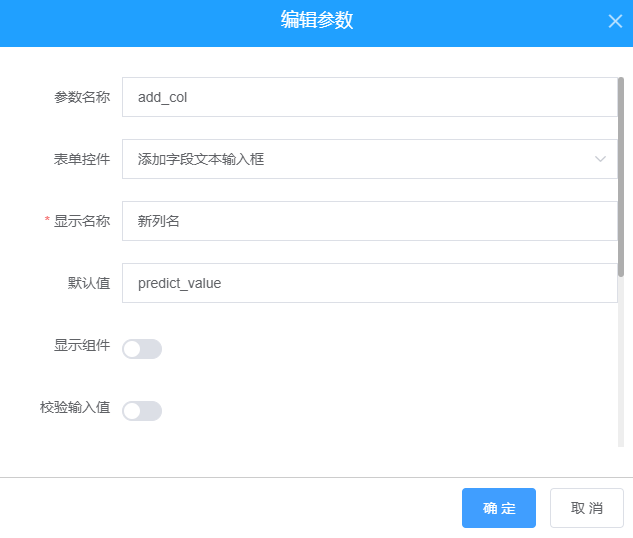 编辑参数
参数名称 add_col
表单控件 添加字段文本输入框
* 显示名称 新列名
默认值 predict_value
显示组件
校验输入值
确 定 取 消